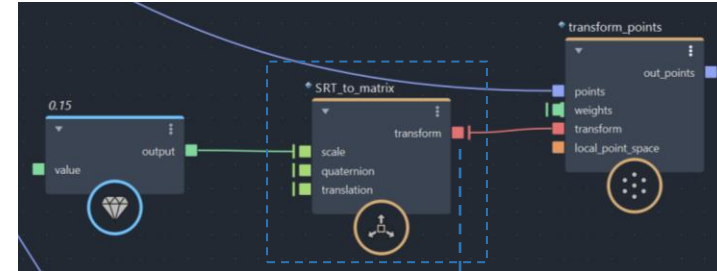 transform_points
out_points
points
weights
transform
local_point_space
SRT_to_matrix
transform
scale
quaternion
translation
0.15
output
value